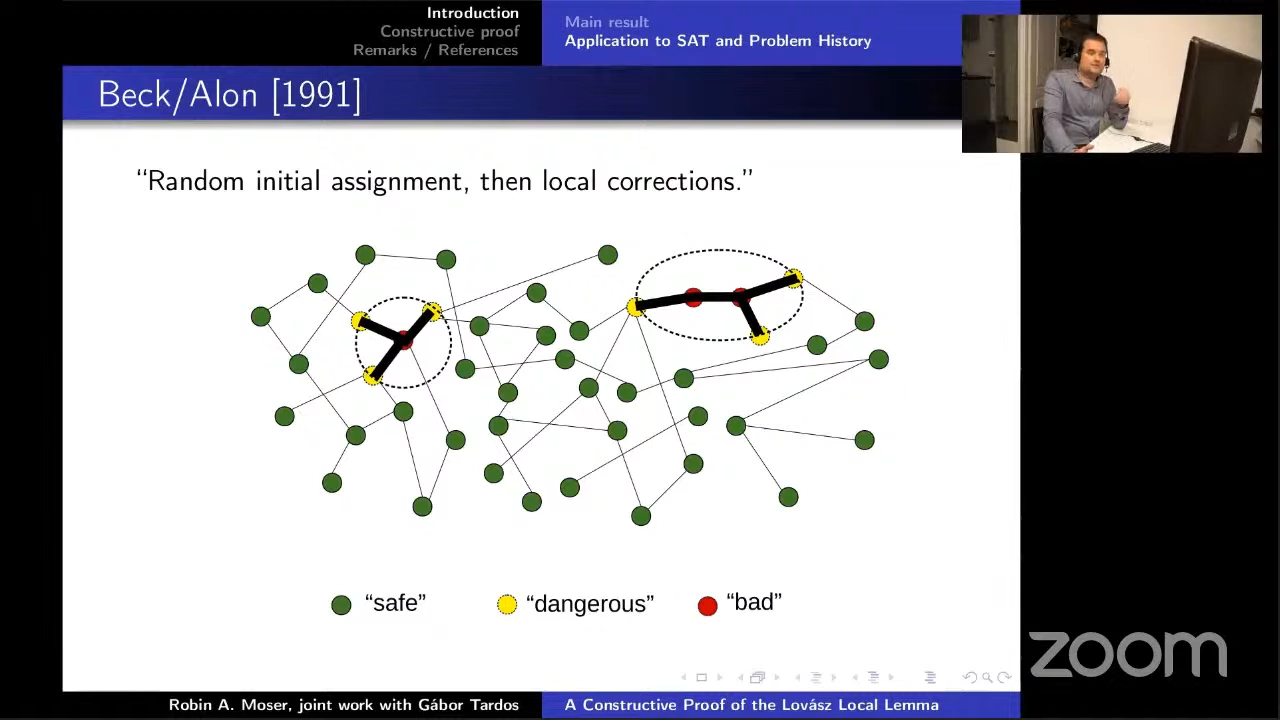 Introduction
Constructive proof
Remarks / References
Main result
Application to SAT and Problem History
Beck/Alon [1991]
“Random initial assignment, then local corrections.”
“safe”
“dangerous”
“bad”
zoom
Robin A. Moser, joint work with Gábor Tardos
A Constructive Proof of the Lovász Local Lemma